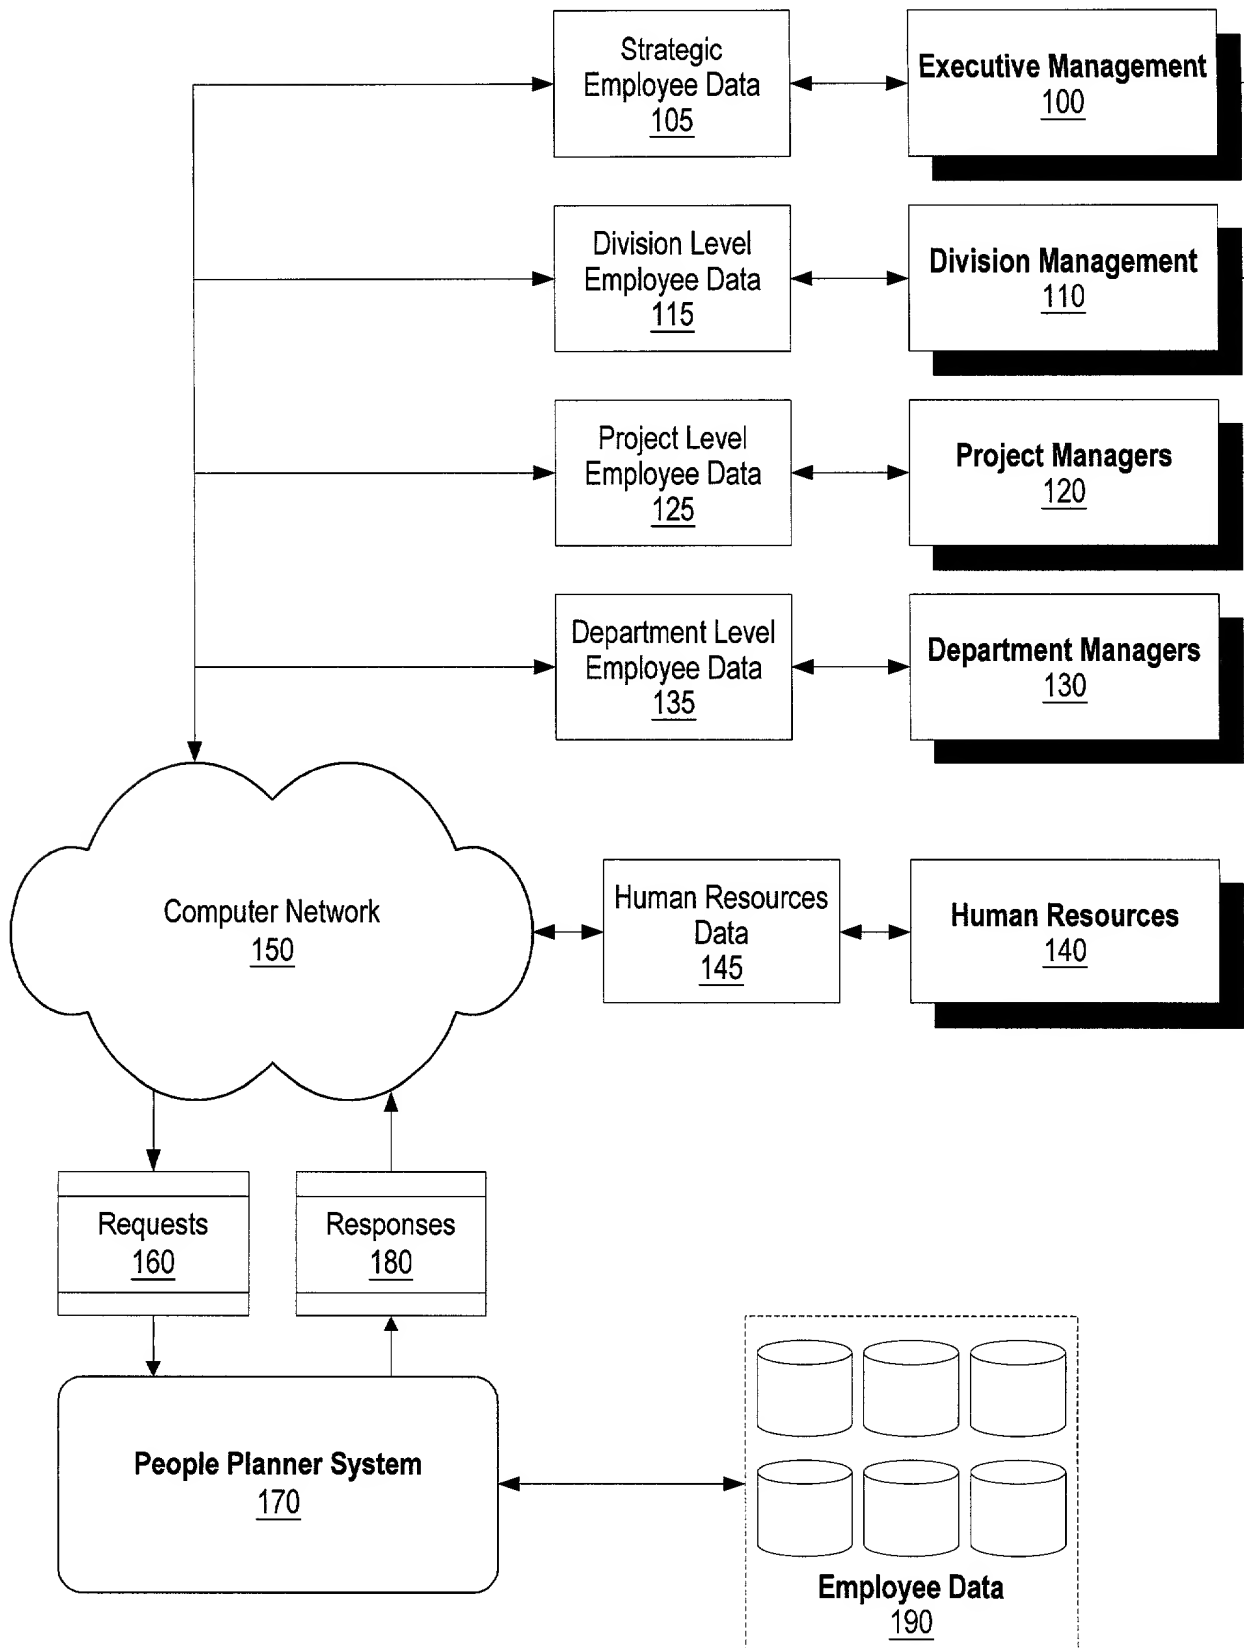 Strategic
Employee Data
105
Executive Management
100
Division Level
Employee Data
115
Division Management
110
Project Level
Employee Data
125
Project Managers
120
Department Level
Employee Data
135
Department Managers
130
Computer Network
150
Human Resources
Data
145
Human Resources
140
Requests
160
Responses
180
People Planner System
170
Employee Data
190